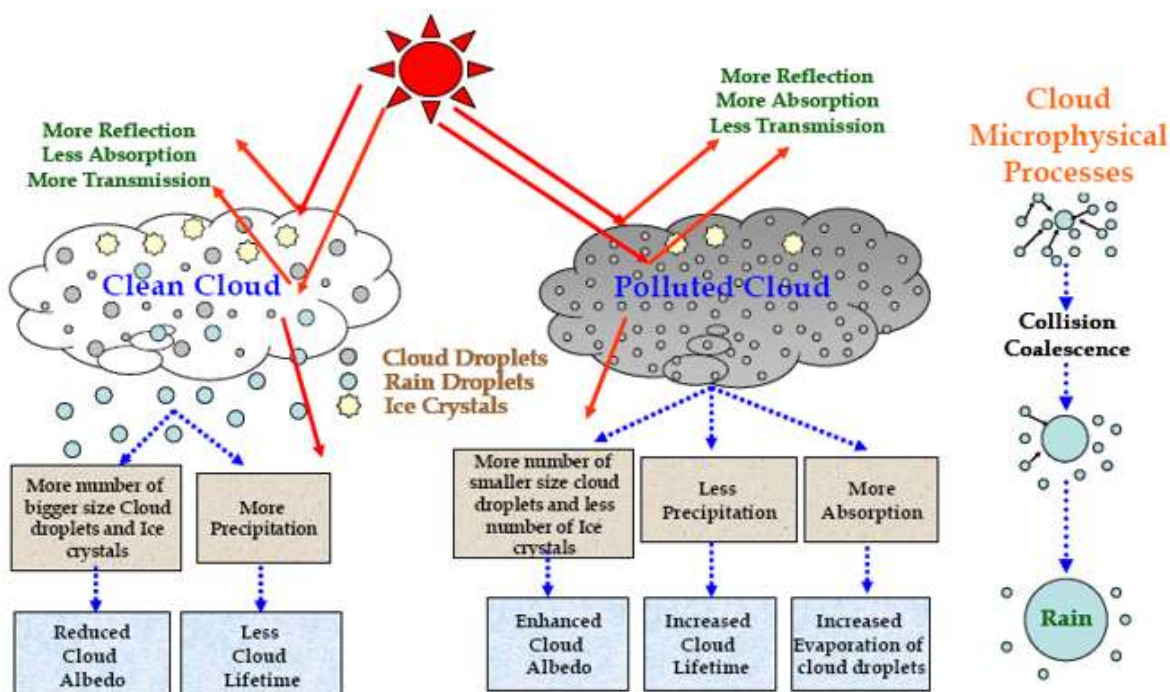 More Reflection
Less Absorption
More Transmission
More Reflection
More Absorption
Less Transmission
Cloud
Microphysical
Processes
Clean Cloud
Polluted Cloud
Cloud Droplets
Rain Droplets
Ice Crystals
Collision
Coalescence
More number of
bigger size Cloud
droplets and Ice
crystals
More
Precipitation
More number of
smaller size cloud
droplets and less
number of Ice
crystals
Less
Precipitation
More
Absorption
Reduced
Cloud
Albedo
Less
Cloud
Lifetime
Enhanced
Cloud
Albedo
Increased
Cloud
Lifetime
Increased
Evaporation of
cloud droplets
Rain